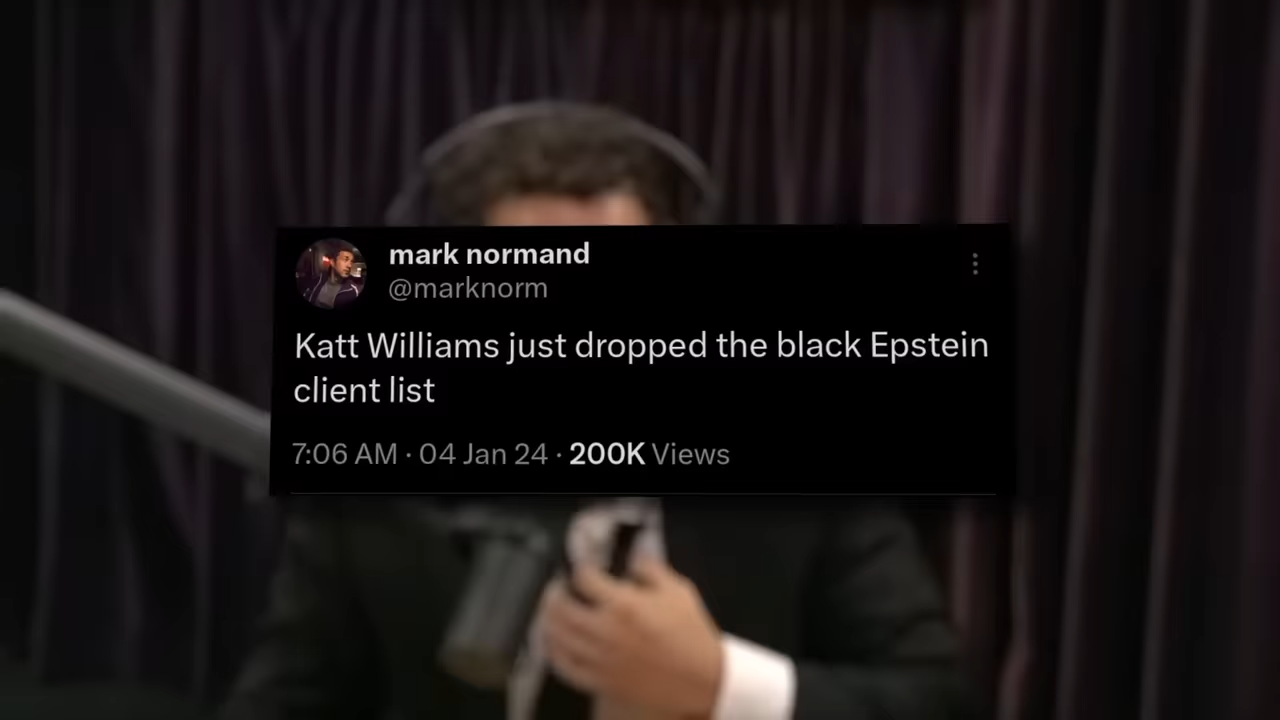 mark normand
@marknorm
Katt Williams just dropped the black Epstein
client list
7:06 AM · 04 Jan 24 · 200K Views